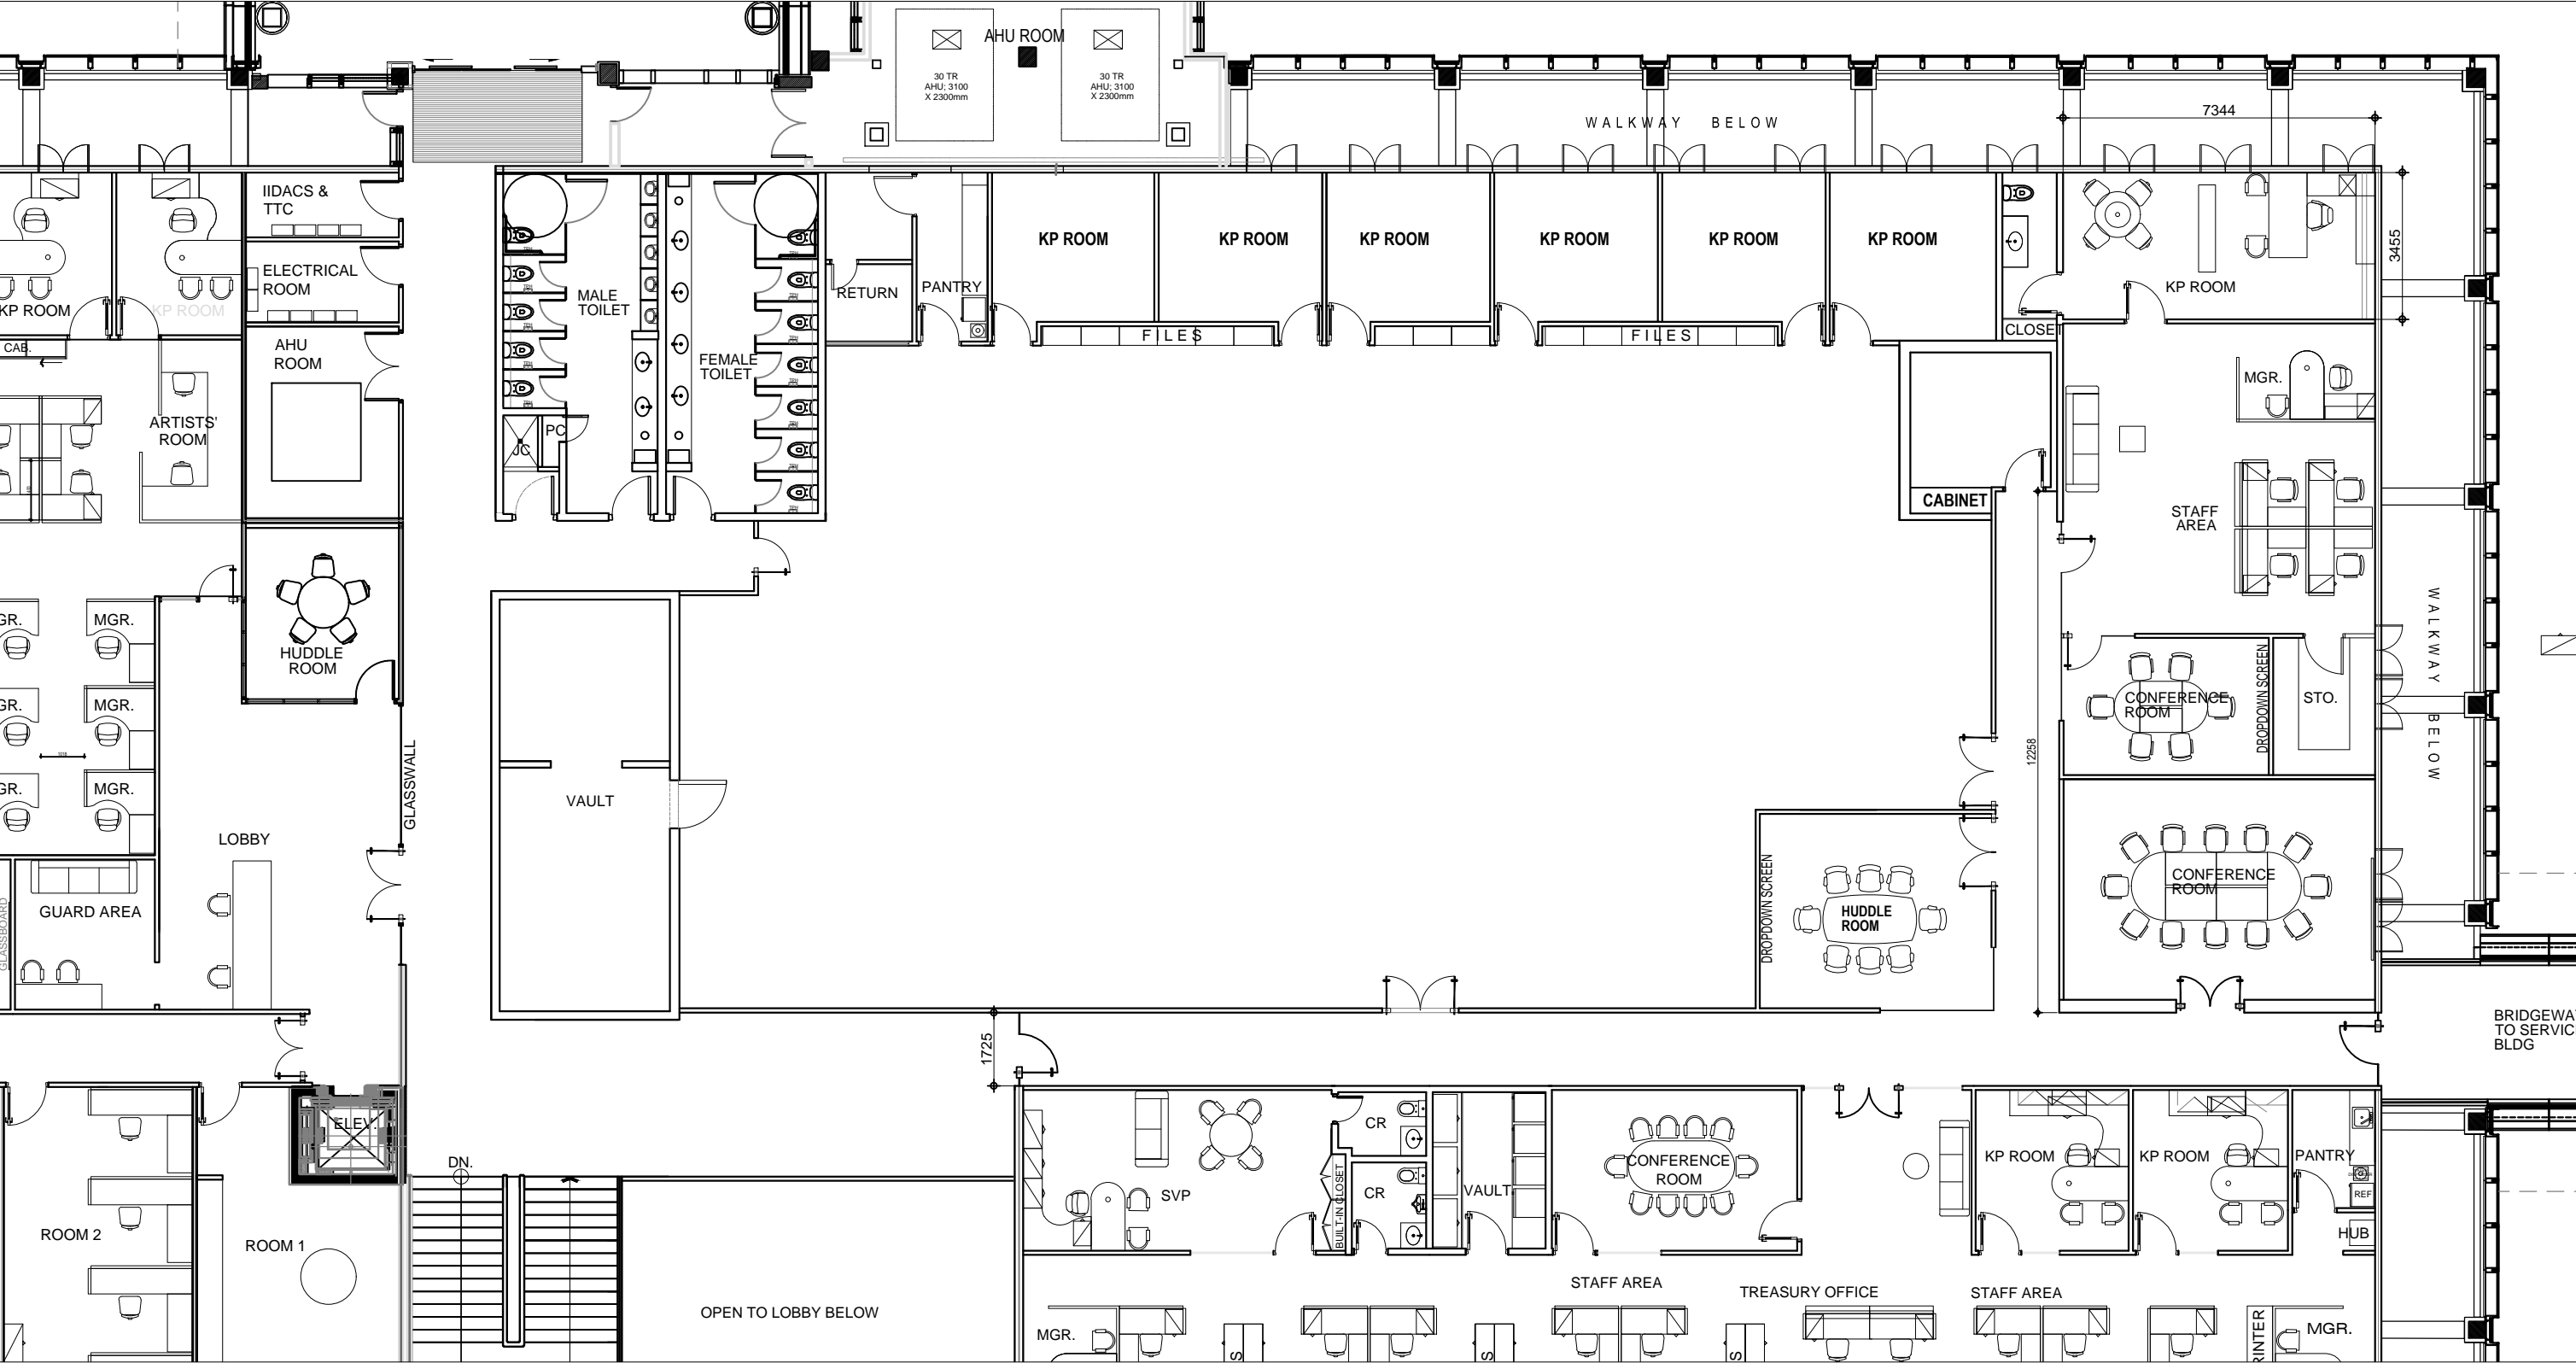 AHU ROOM
30 TR
AHU; 3100
X 2300mm
30 TR
AHU; 3100
X 2300mm
WALKWAY BELOW
7344
IIDACS &
TTC
KP ROOM
KP ROOM
KP ROOM
KP ROOM
KP ROOM
KP ROOM
3455
ELECTRICAL
ROOM
MALE
TOILET
RETURN
PANTRY
KP ROOM
KP ROOM
KP ROOM
FILES
FILES
CLOSET
CAB.
AHU
ROOM
FEMALE
TOILET
MGR.
ARTISTS'
ROOM
PC
JC
CABINET
STAFF
AREA
WALKWAY BELOW
MGR.
MGR.
HUDDLE
ROOM
DROPDOWN SCREEN
CONFERENCE
ROOM
STO.
MGR.
MGR.
1018
12258
GLASSWALL
MGR.
MGR.
VAULT
LOBBY
DROPDOWN SCREEN
CONFERENCE
ROOM
GUARD AREA
GLASSBOARD
HUDDLE
ROOM
1725
BRIDGEWA
TO SERVIC
BLDG
ELEV.
CR
DN.
SVP
BUILT-IN CLOSET
CR
VAULT
CONFERENCE
ROOM
KP ROOM
KP ROOM
PANTRY
REF
HUB
ROOM 2
ROOM 1
STAFF AREA
TREASURY OFFICE
STAFF AREA
OPEN TO LOBBY BELOW
MGR.
S
S
S
RINTER
MGR.